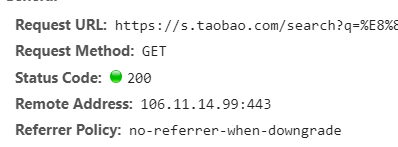 Request URL: https://s.taobao.com/search?q=%E8%
Request Method: GET
Status Code: 200
Remote Address: 106.11.14.99:443
Referrer Policy: no-referrer-when-downgrade